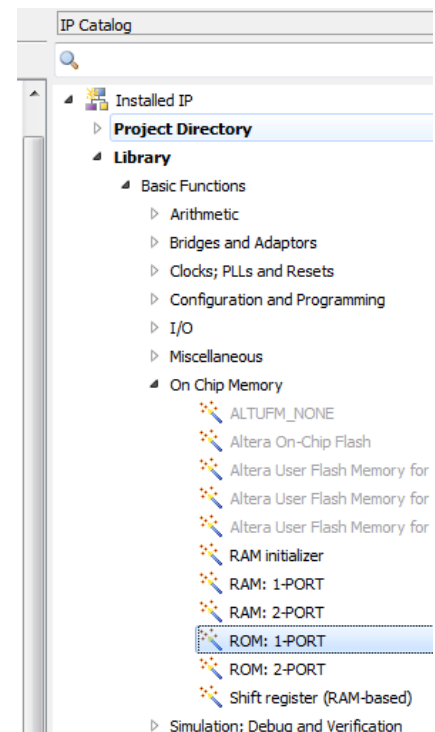 IP Catalog
Installed IP
Project Directory
Library
Basic Functions
Arithmetic
Bridges and Adaptors
Clocks; PLLs and Resets
Configuration and Programming
I/O
Miscellaneous
On Chip Memory
ALTUFM_NONE
Altera On-Chip Flash
Altera User Flash Memory for
Altera User Flash Memory for
Altera User Flash Memory for
RAM initializer
RAM: 1-PORT
RAM: 2-PORT
ROM: 1-PORT
ROM: 2-PORT
Shift register (RAM-based)
Simulation; Debug and Verification